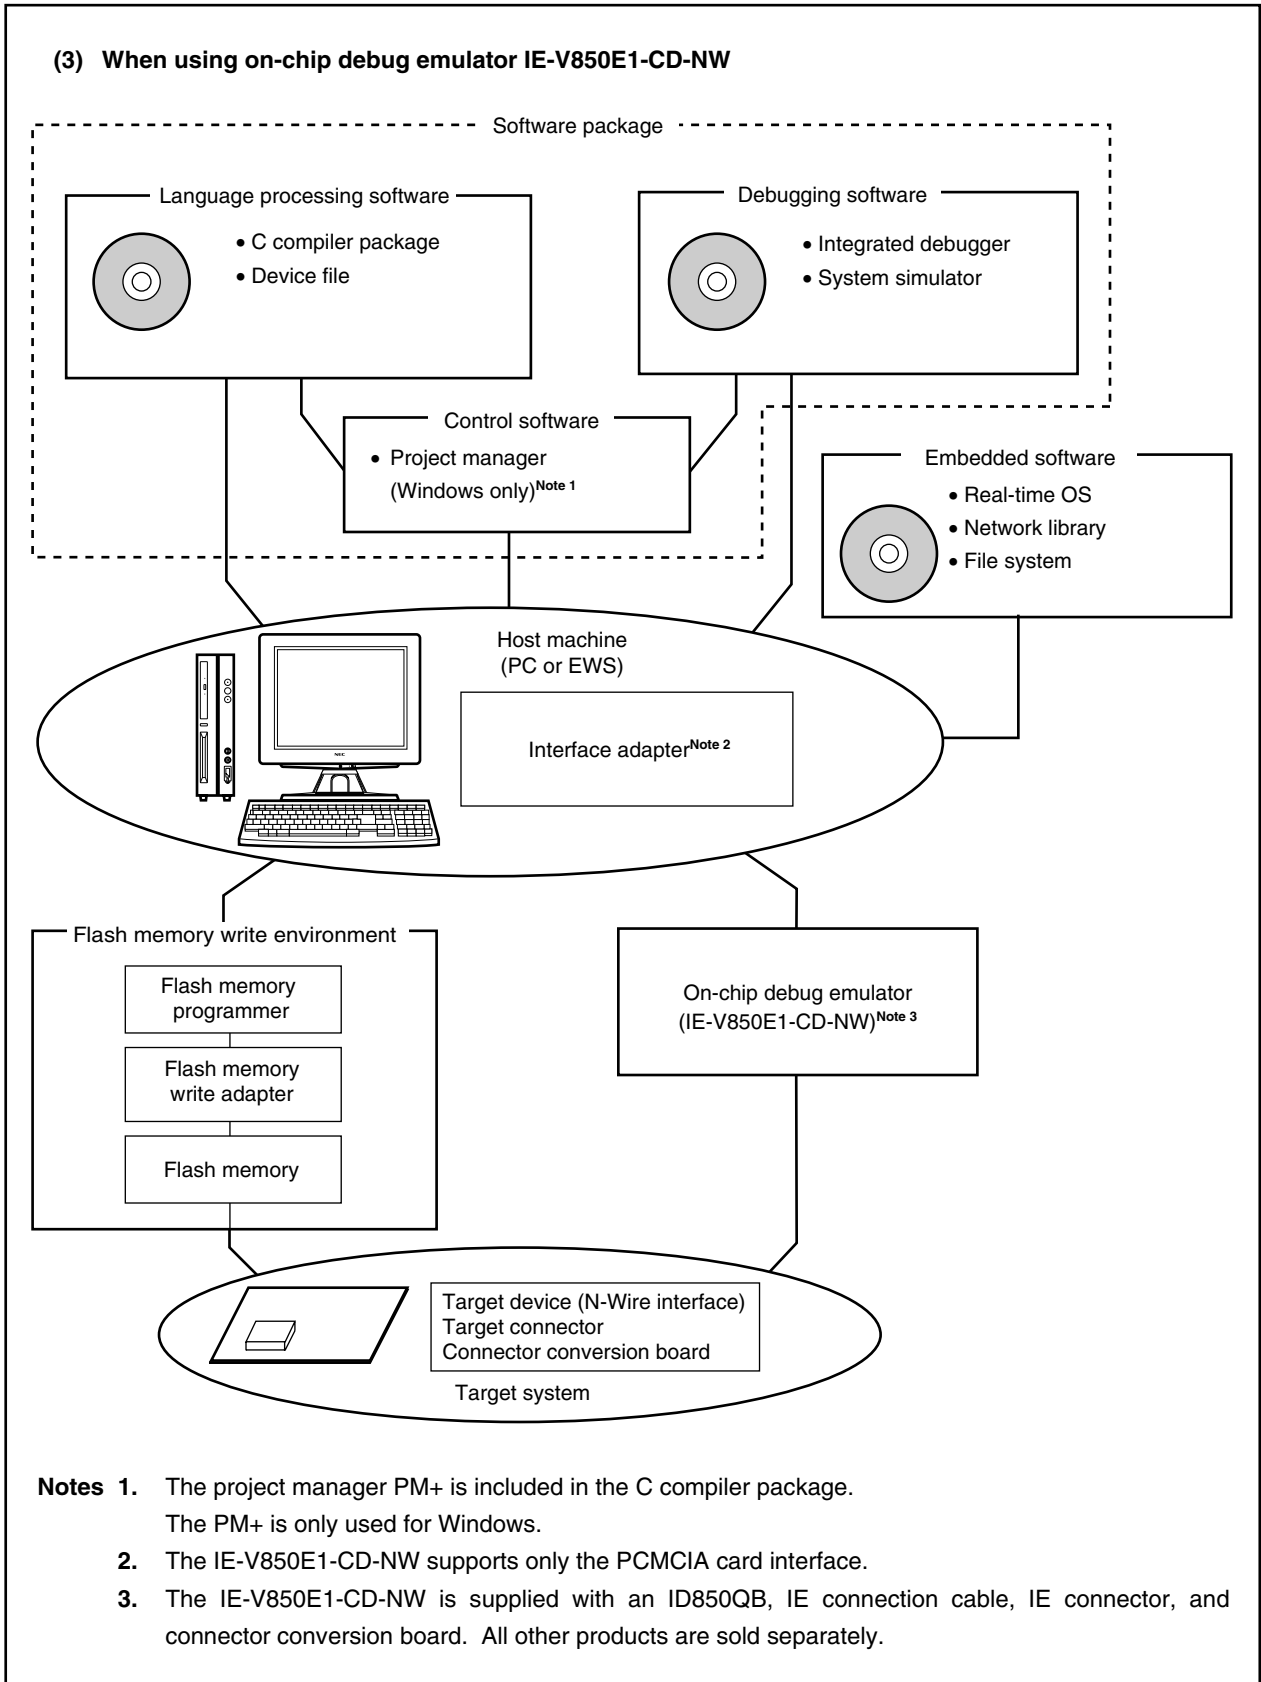 (3) When using on-chip debug emulator IE-V850E1-CD-NW
Software package
Language processing software
• C compiler package
• Device file
Debugging software
• Integrated debugger
• System simulator
Control software
• Project manager
(Windows only)Note 1
Embedded software
• Real-time OS
• Network library
• File system
Host machine
(PC or EWS)
NEC
Interface adapterNote 2
Flash memory write environment
Flash memory
programmer
Flash memory
write adapter
Flash memory
On-chip debug emulator
(IE-V850E1-CD-NW)Note 3
Target device (N-Wire interface)
Target connector
Connector conversion board
Target system
Notes 1. The project manager PM+ is included in the C compiler package.
The PM+ is only used for Windows.
2. The IE-V850E1-CD-NW supports only the PCMCIA card interface.
3. The IE-V850E1-CD-NW is supplied with an ID850QB, IE connection cable, IE connector, and
connector conversion board. All other products are sold separately.